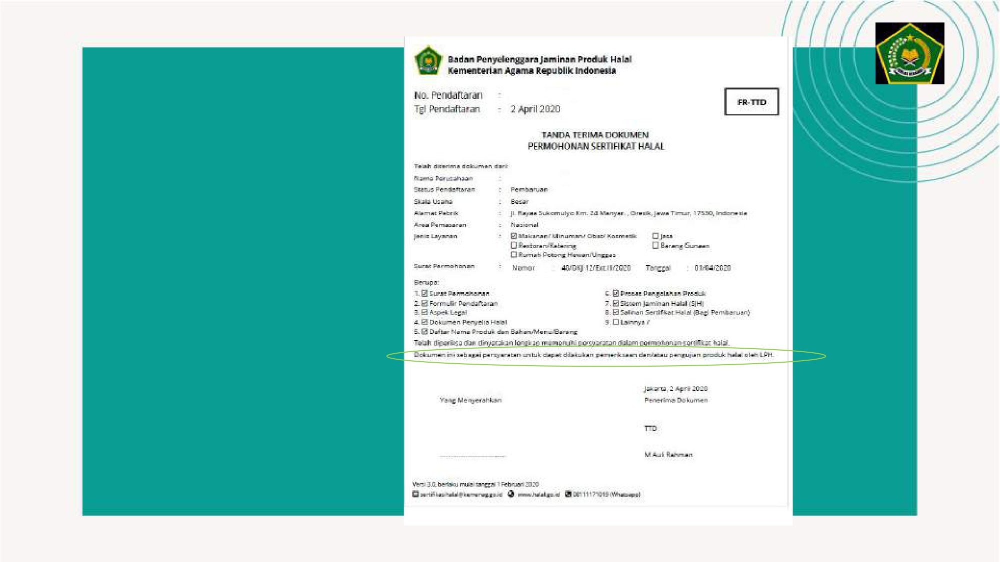 Badan Penyelenggara Jaminan Produk Halal
Kementerian Agama Republik Indonesia
No. Pendaftaran :
Tgl Pendaftaran : 2 April 2020
FR-TTD
TANDA TERIMA DOKUMEN
PERMOHONAN SERTIFIKAT HALAL
Telah diterima dokumen dari:
Nama Perusahaan :
Status Pendaftaran : Pembaruan
Skala Usaha : Besar
Alamat Pabrik : Jl. Rayaa Sukomulyo Km. 24 Manyar. , Gresik, Jawa Timur, 17530, Indonesia
Area Pemasaran : Nasional
Jenis Layanan : ☑ Makanan/ Minuman/ Obat/ Kosmetik ☐ Jasa
☐ Restoran/Katering ☐ Barang Gunaan
☐ Rumah Potong Hewan/Unggas
Surat Permohonan : Nomor : Tanggal : 01/04/2020
Berupa:
1. ☑ Surat Permohonan
2. ☑ Formulir Pendaftaran
3. ☑ Aspek Legal
4. ☑ Dokumen Penyelia Halal
5. ☑ Daftar Nama Produk dan Bahan/Menu/Barang
6. ☑ Proses Pengolahan Produk
7. ☑ Sistem Jaminan Halal (SJH)
8. ☑ Salinan Sertifikat Halal (Bagi Pembaruan)
9. ☐ Lainnya /
Telah diperiksa dan dinyatakan lengkap memenuhi persyaratan dalam permohonan sertifikat halal.
Dokumen ini sebagai persyaratan untuk dapat dilakukan pemeriksaan dan/atau pengujian produk halal oleh LPH.
Jakarta, 2 April 2020
Yang Menyerahkan
Penerima Dokumen
TTD
M Auli Rahman
Versi 3.0, berlaku mulai tanggal 1 Februari 2020
sertifikasihalal@kemenag.go.id www.halal.go.id 08111171019 (Whatsapp)